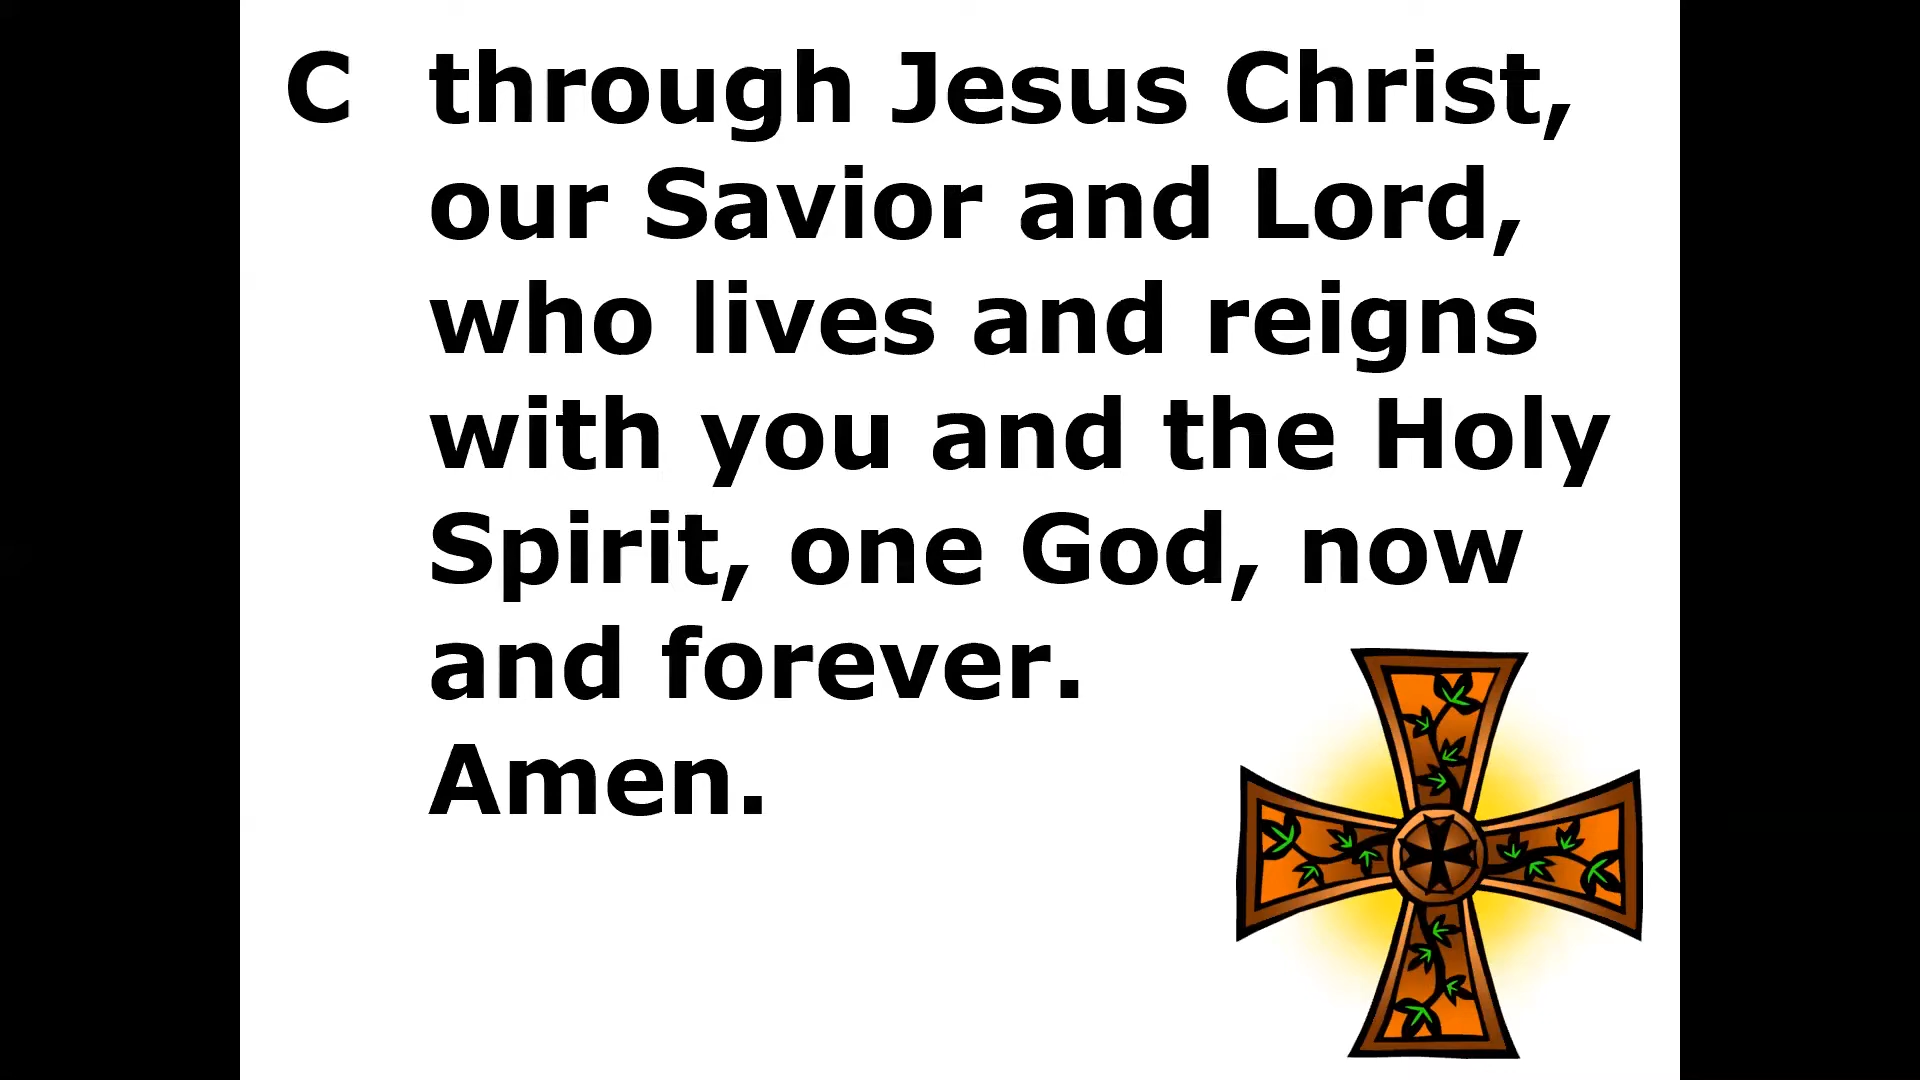 C through Jesus Christ,
our Savior and Lord,
who lives and reigns
with you and the Holy
Spirit, one God, now
and forever.
Amen.